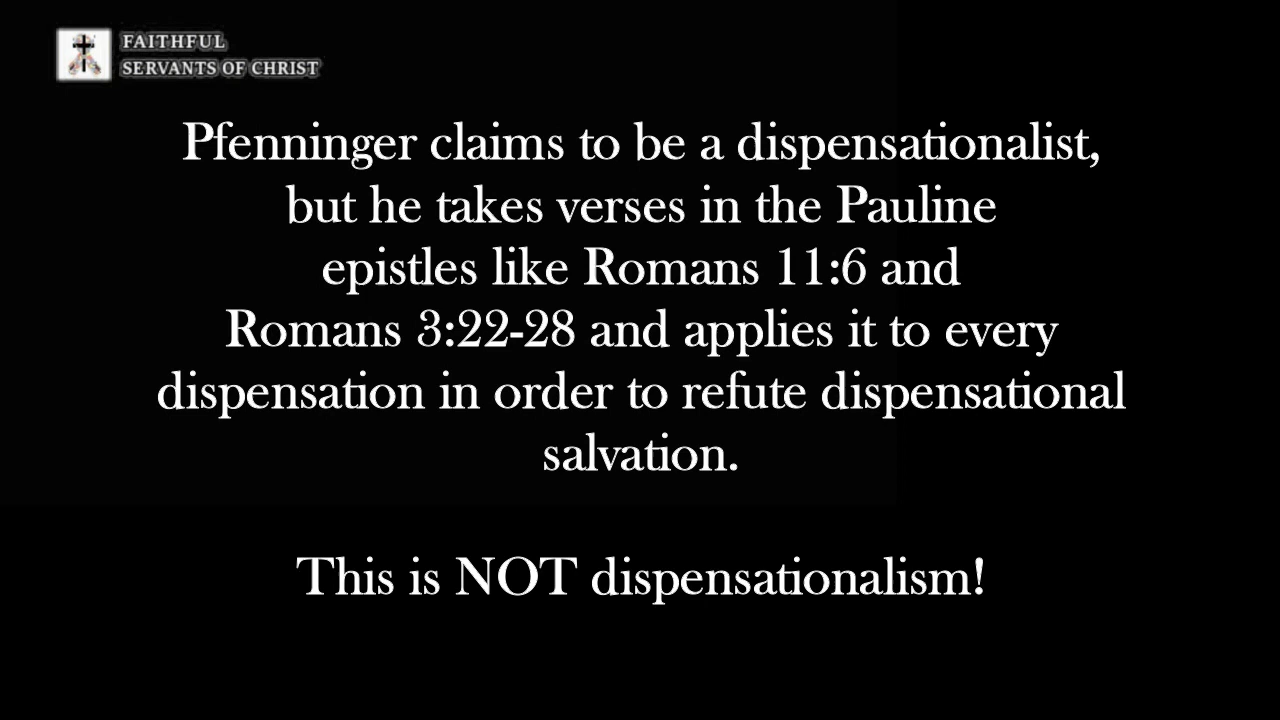 FAITHFUL
SERVANTS OF CHRIST
Pfenninger claims to be a dispensationalist,
but he takes verses in the Pauline
epistles like Romans 11:6 and
Romans 3:22-28 and applies it to every
dispensation in order to refute dispensational
salvation.
This is NOT dispensationalism!